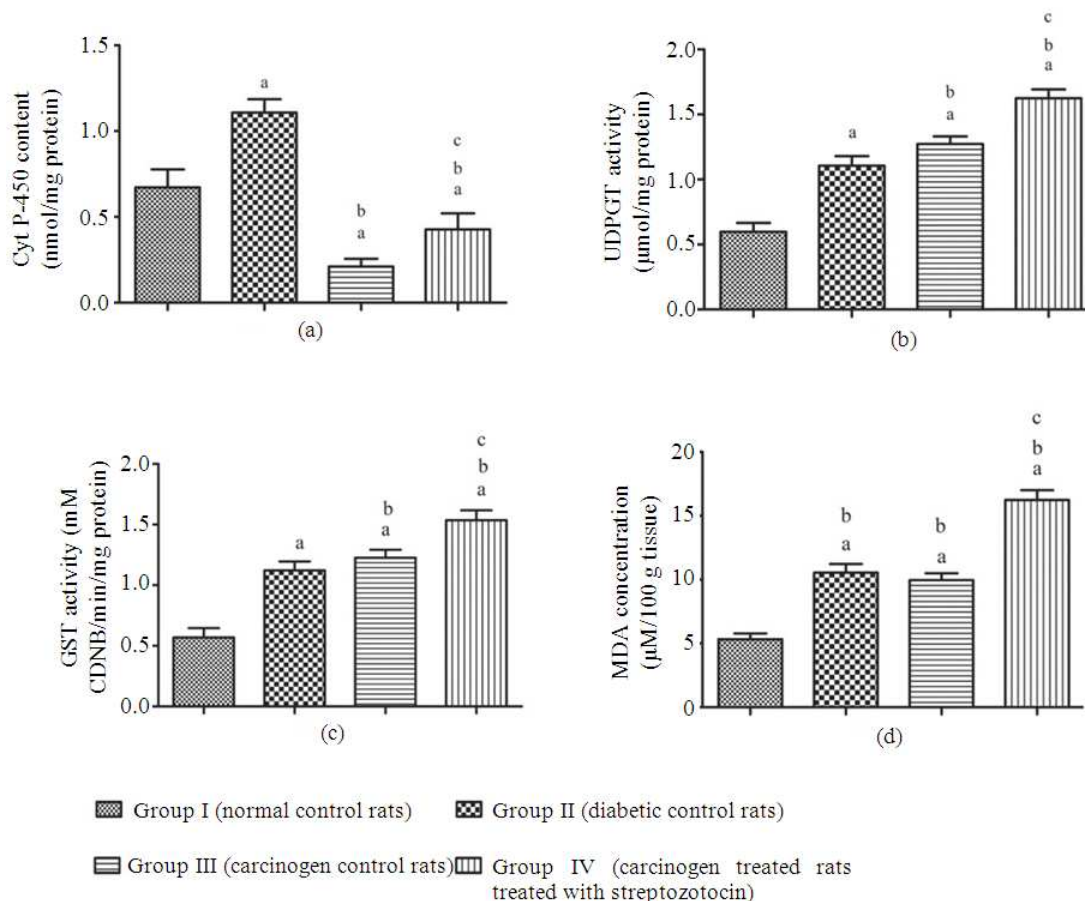 Cyt P-450 content
(nmol/mg protein)
1.5
1.0
0.5
0.0
a
b
a
c
b
a
(a)
UDPGT activity
(μmol/mg protein)
2.0
1.5
1.0
0.5
0.0
a
b
a
c
b
a
(b)
GST activity (mM
CDNB/min/mg protein)
2.0
1.5
1.0
0.5
0.0
a
b
a
c
b
a
(c)
MDA concentration
(μM/100 g tissue)
20
15
10
5
0
b
a
b
a
c
b
a
(d)
Group I (normal control rats)
Group II (diabetic control rats)
Group III (carcinogen control rats)
Group IV (carcinogen treated rats
treated with streptozotocin)